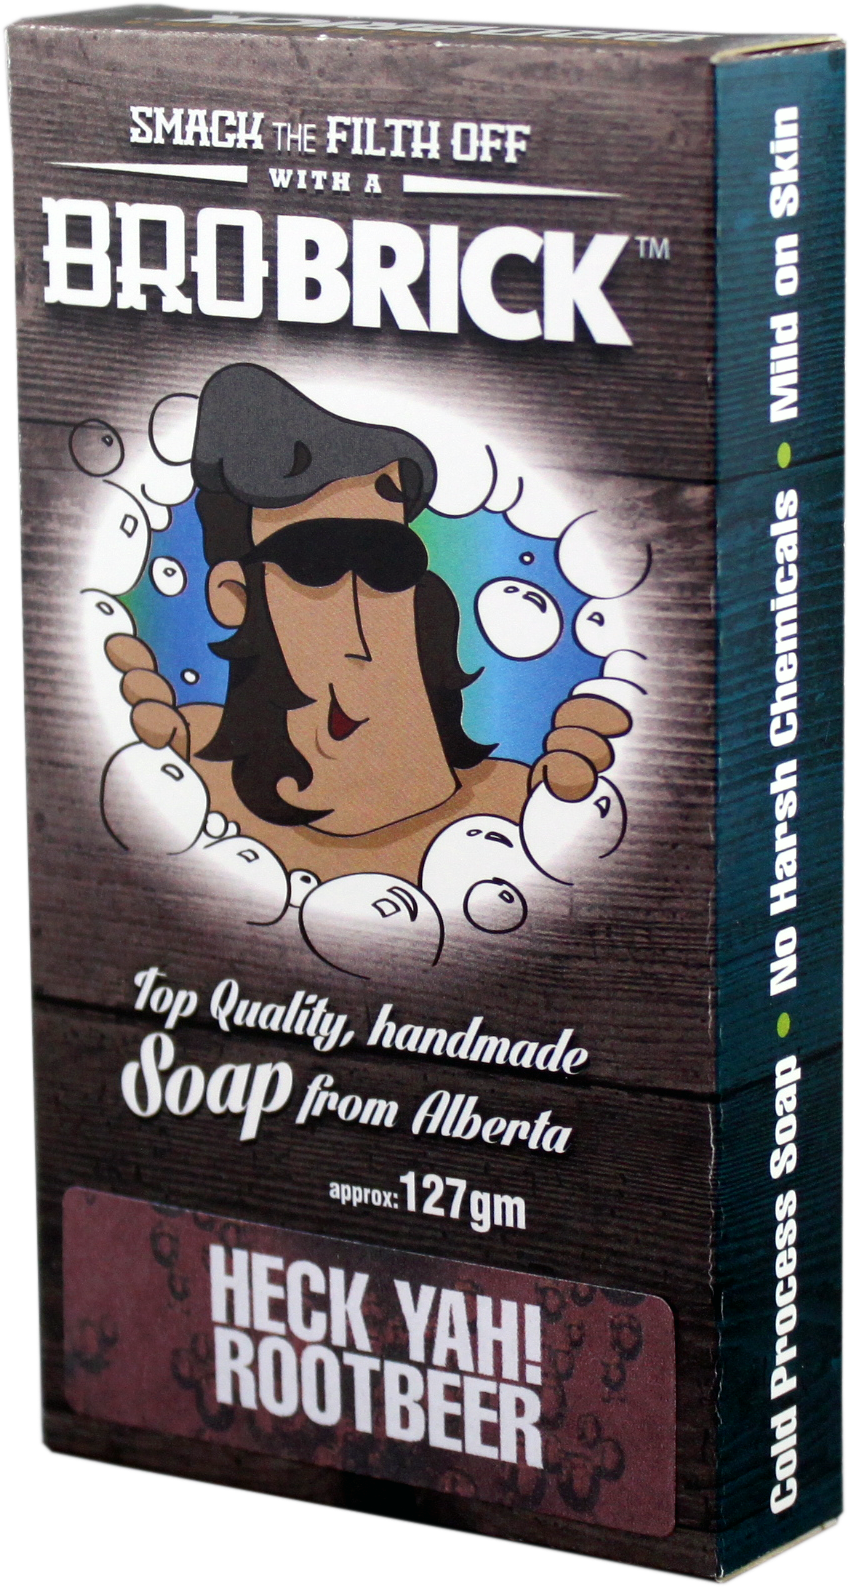 SMACK THE FILTH OFF
WITH A
BROBRICK™
Top Quality, handmade
Soap from Alberta
approx:127gm
HECK YAH!
ROOTBEER
Cold Process Soap • No Harsh Chemicals • Mild on Skin